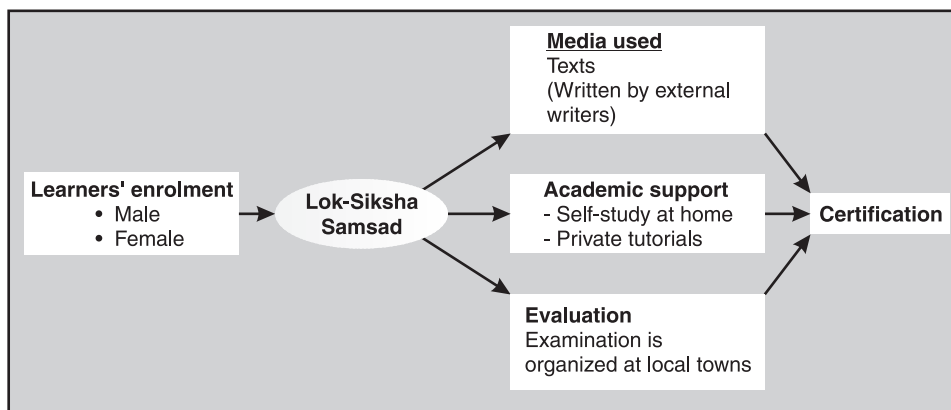 Learners' enrolment
• Male
• Female
Lok-Siksha
Samsad
Media used
Texts
(Written by external
writers)
Academic support
- Self-study at home
- Private tutorials
Evaluation
Examination is
organized at local towns
Certification